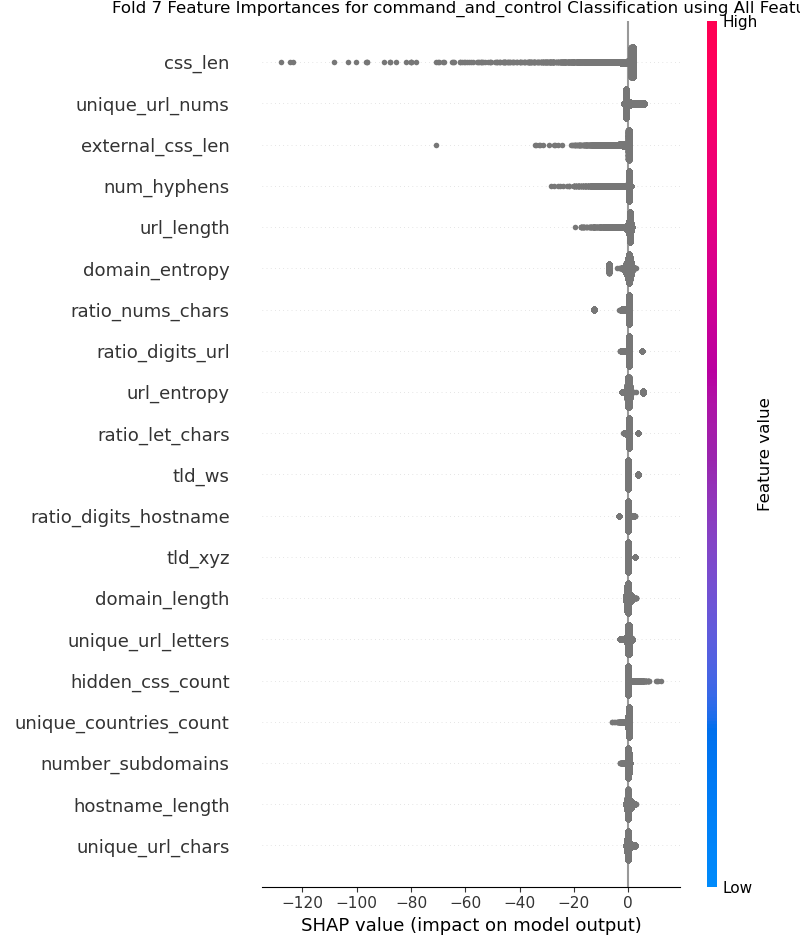 Fold 7 Feature Importances for command_and_control Classification using All Featu
High
css_len
unique_url_nums
external_css_len
num_hyphens
url_length
domain_entropy
ratio_nums_chars
ratio_digits_url
url_entropy
ratio_let_chars
tld_ws
ratio_digits_hostname
tld_xyz
domain_length
unique_url_letters
hidden_css_count
unique_countries_count
number_subdomains
hostname_length
unique_url_chars
Feature value
Low
−120 −100 −80 −60 −40 −20 0
SHAP value (impact on model output)